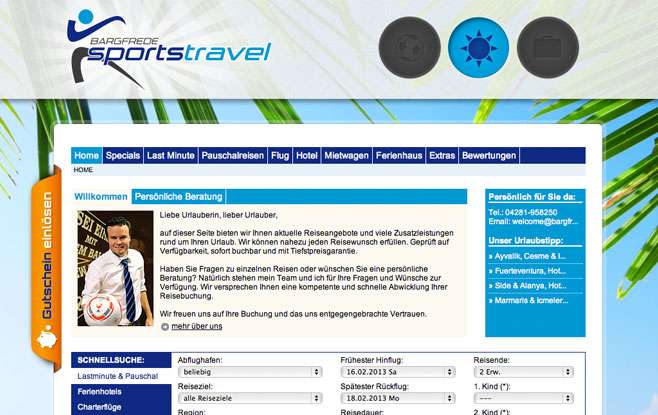 BARGFREDE
sportstravel
Home Specials Last Minute Pauschalreisen Flug Hotel Mietwagen Ferienhaus Extras Bewertungen
HOME
Gutschein einlösen
Willkommen Persönliche Beratung
Liebe Urlauberin, lieber Urlauber,
auf dieser Seite bieten wir Ihnen aktuelle Reiseangebote und viele Zusatzleistungen
rund um Ihren Urlaub. Wir können nahezu jeden Reisewunsch erfüllen. Geprüft auf
Verfügbarkeit, sofort buchbar und mit Tiefstpreisgarantie.
Haben Sie Fragen zu einzelnen Reisen oder wünschen Sie eine persönliche
Beratung? Natürlich stehen mein Team und ich für Ihre Fragen und Wünsche zur
Verfügung. Wir versprechen Ihnen eine kompetente und schnelle Abwicklung Ihrer
Reisebuchung.
Wir freuen uns auf Ihre Buchung und das uns entgegengebrachte Vertrauen.
mehr über uns
Persönlich für Sie da:
Tel.: 04281-958250
Email: welcome@bargfr...
Unser Urlaubstipp:
» Ayvalik, Cesme & I...
» Fuerteventura, Hot...
» Side & Alanya, Hot...
» Marmaris & Icmeler...
SCHNELLSUCHE:
Lastminute & Pauschal
Ferienhotels
Charterflüge
Abflughafen: Frühester Hinflug: Reisende:
beliebig 16.02.2013 Sa 2 Erw.
Reiseziel: Spätester Rückflug: 1. Kind (*):
alle Reiseziele 18.02.2013 Mo ---
Region: Reisedauer: 2. Kind (*):